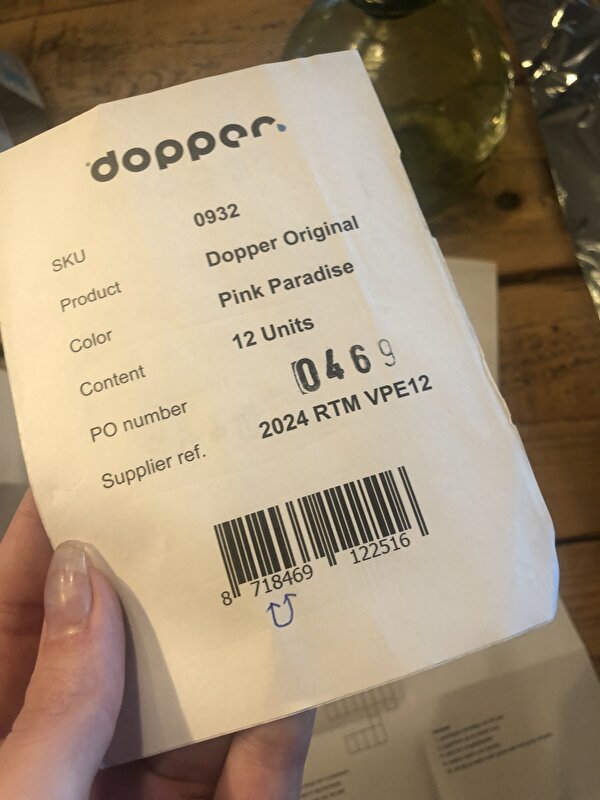 dopper
SKU 0932
Product Dopper Original
Color Pink Paradise
Content 12 Units
PO number 0469
Supplier ref. 2024 RTM VPE12
8 718469 122516